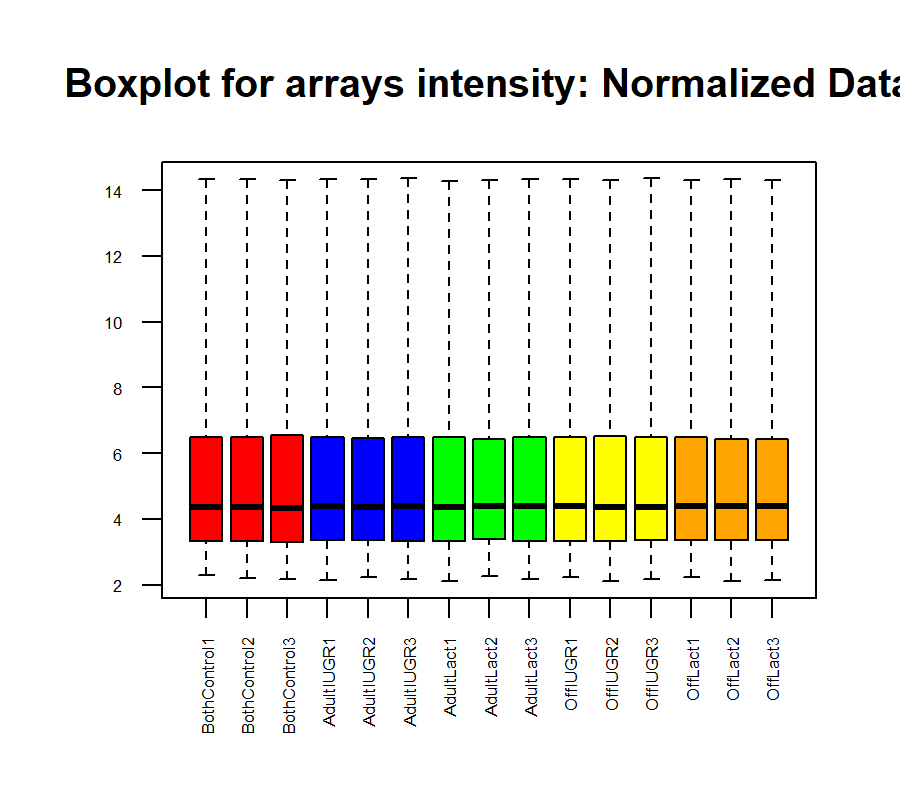 Boxplot for arrays intensity: Normalized Data
14
12
10
8
6
4
2
BothControl1
BothControl2
BothControl3
AdultIUGR1
AdultIUGR2
AdultIUGR3
AdultLact1
AdultLact2
AdultLact3
OffIUGR1
OffIUGR2
OffIUGR3
OffLact1
OffLact2
OffLact3